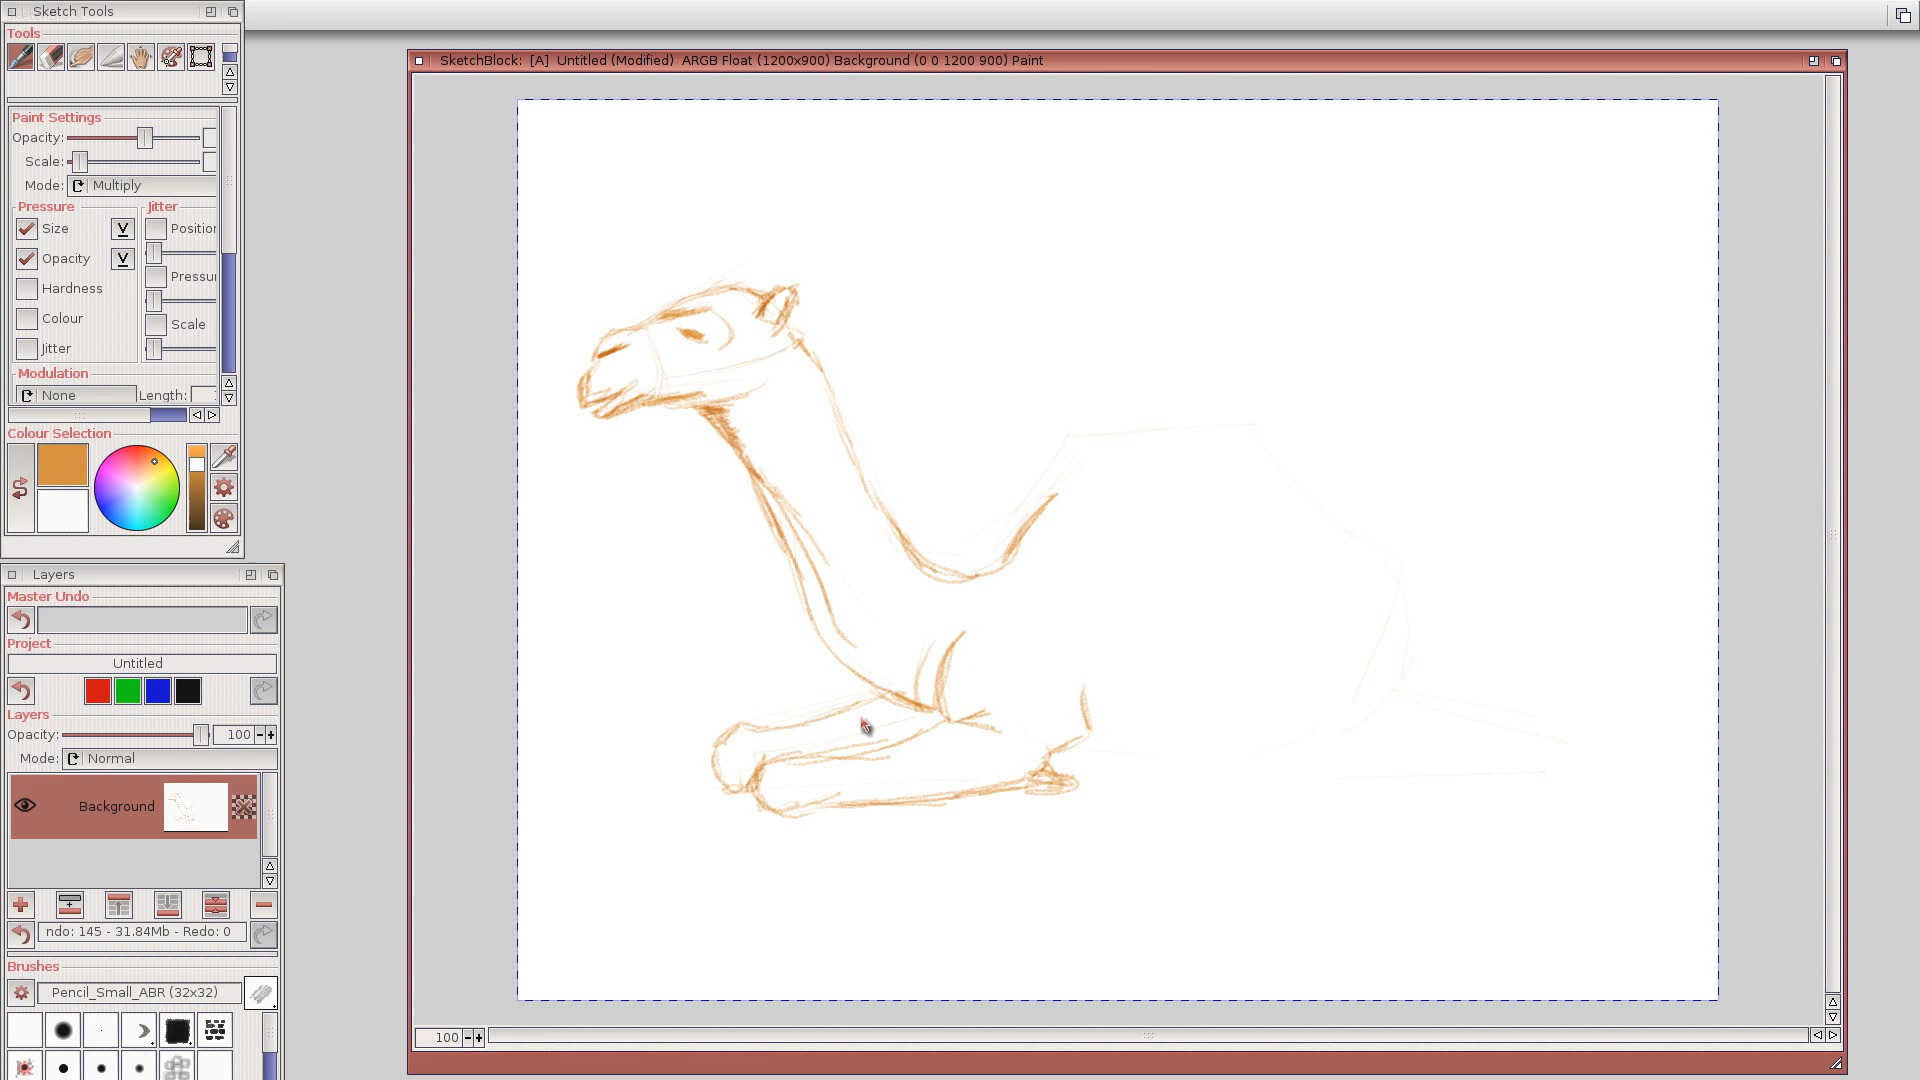 Sketch Tools
Tools
Paint Settings
Opacity:
Scale:
Mode: Multiply
Pressure
Jitter
Size V
Position
Opacity V
Pressu
Hardness
Colour
Scale
Jitter
Modulation
None
Length:
Colour Selection
Layers
Master Undo
Project
Untitled
Layers
Opacity: 100
Mode: Normal
Background
ndo: 145 - 31.84Mb - Redo: 0
Brushes
Pencil_Small_ABR (32x32)
SketchBlock: [A] Untitled (Modified) ARGB Float (1200x900) Background (0 0 1200 900) Paint
100